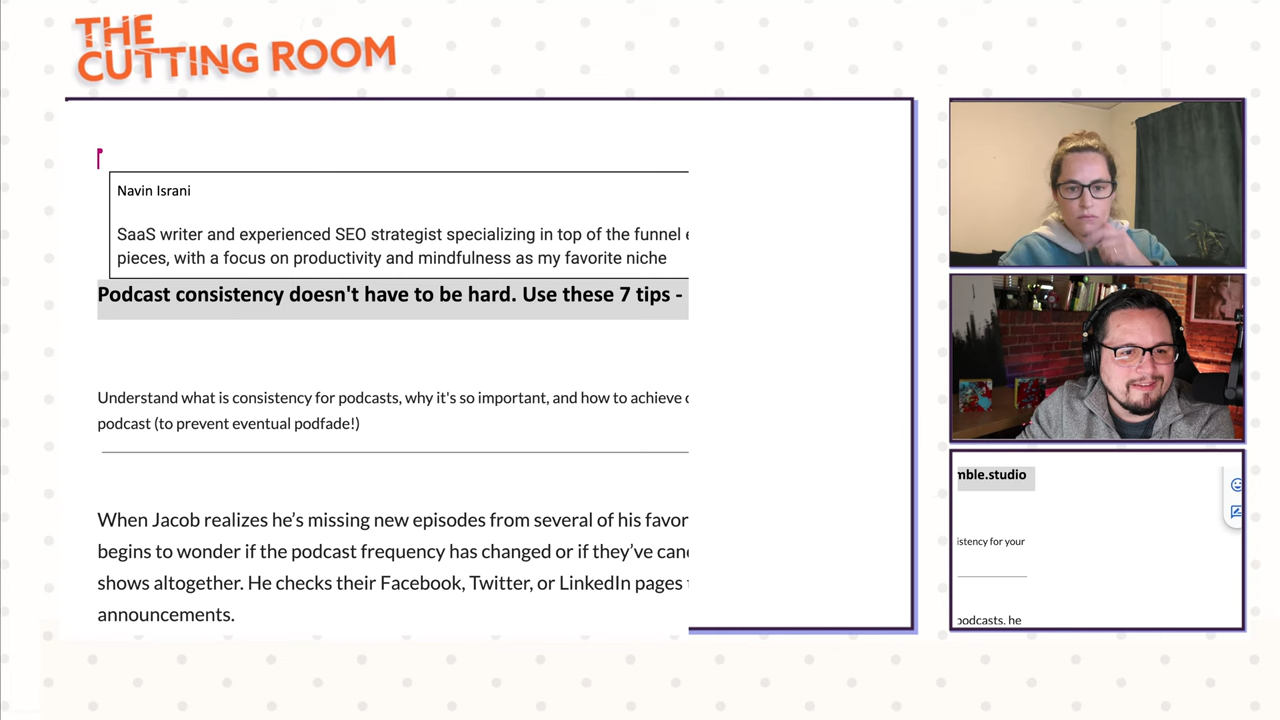 THE
CUTTING ROOM
Navin Israni
SaaS writer and experienced SEO strategist specializing in top of the funnel
pieces, with a focus on productivity and mindfulness as my favorite niche
Podcast consistency doesn't have to be hard. Use these 7 tips -
Understand what is consistency for podcasts, why it's so important, and how to achieve
podcast (to prevent eventual podfade!)
When Jacob realizes he’s missing new episodes from several of his favor
begins to wonder if the podcast frequency has changed or if they’ve can
shows altogether. He checks their Facebook, Twitter, or LinkedIn pages
announcements.
mble.studio
istency for your
podcasts, he